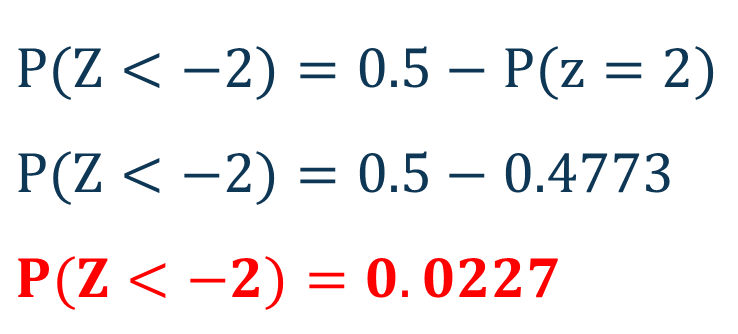 P(Z < −2) = 0.5 − P(z = 2)
P(Z < −2) = 0.5 − 0.4773
P(Z < −2) = 0.0227